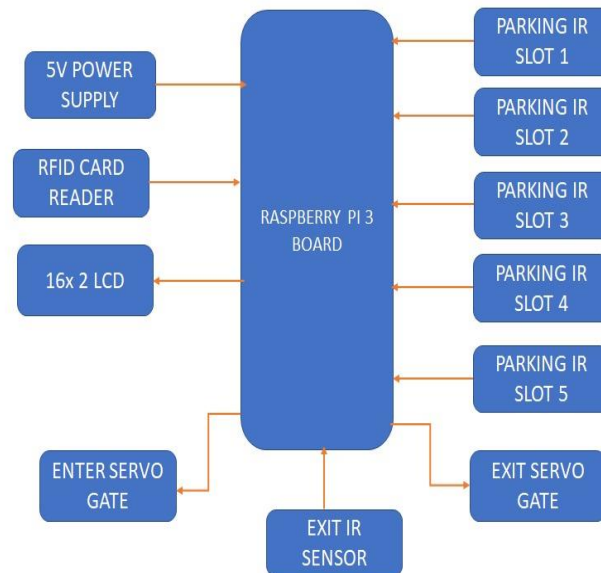 5V POWER
SUPPLY
RFID CARD
READER
16x 2 LCD
ENTER SERVO
GATE
RASPBERRY PI 3
BOARD
EXIT IR
SENSOR
PARKING IR
SLOT 1
PARKING IR
SLOT 2
PARKING IR
SLOT 3
PARKING IR
SLOT 4
PARKING IR
SLOT 5
EXIT SERVO
GATE